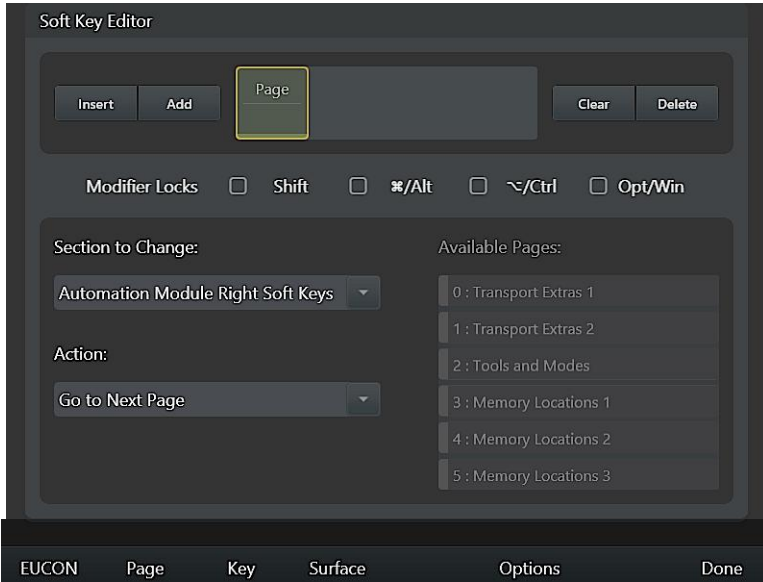 Soft Key Editor
Insert Add Page Clear Delete
Modifier Locks Shift ⌘/Alt ⌥/Ctrl Opt/Win
Section to Change: Available Pages:
Automation Module Right Soft Keys 0 : Transport Extras 1
1 : Transport Extras 2
Action: 2 : Tools and Modes
Go to Next Page 3 : Memory Locations 1
4 : Memory Locations 2
5 : Memory Locations 3
EUCON Page Key Surface Options Done